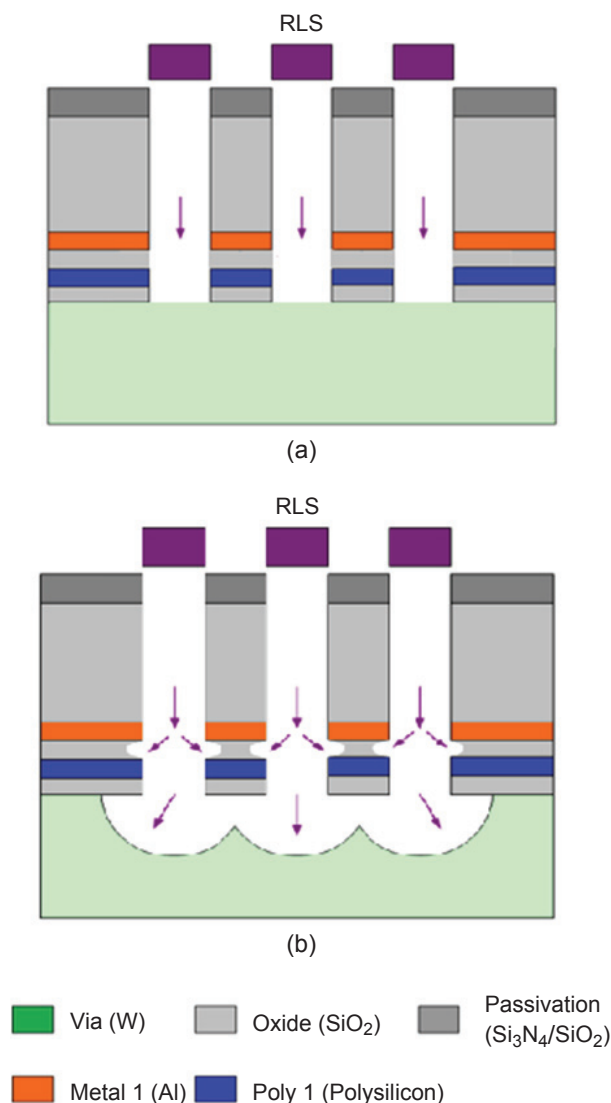 RLS
(a)
RLS
(b)
Via (W)
Oxide (SiO₂)
Passivation
(Si₃N₄/SiO₂)
Metal 1 (Al)
Poly 1 (Polysilicon)